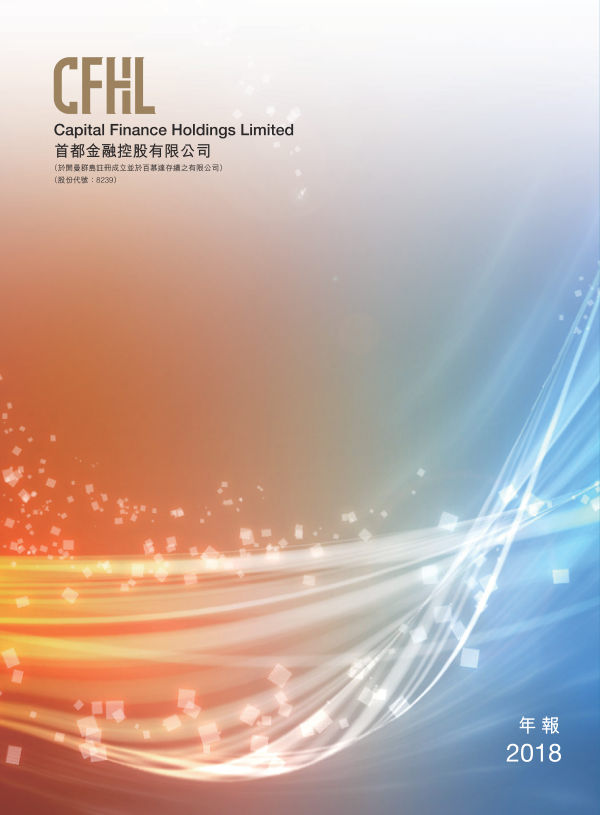 CFHL
Capital Finance Holdings Limited
首都金融控股有限公司
（於開曼群島註冊成立並於百慕達存續之有限公司）
（股份代號：8239）
年報
2018